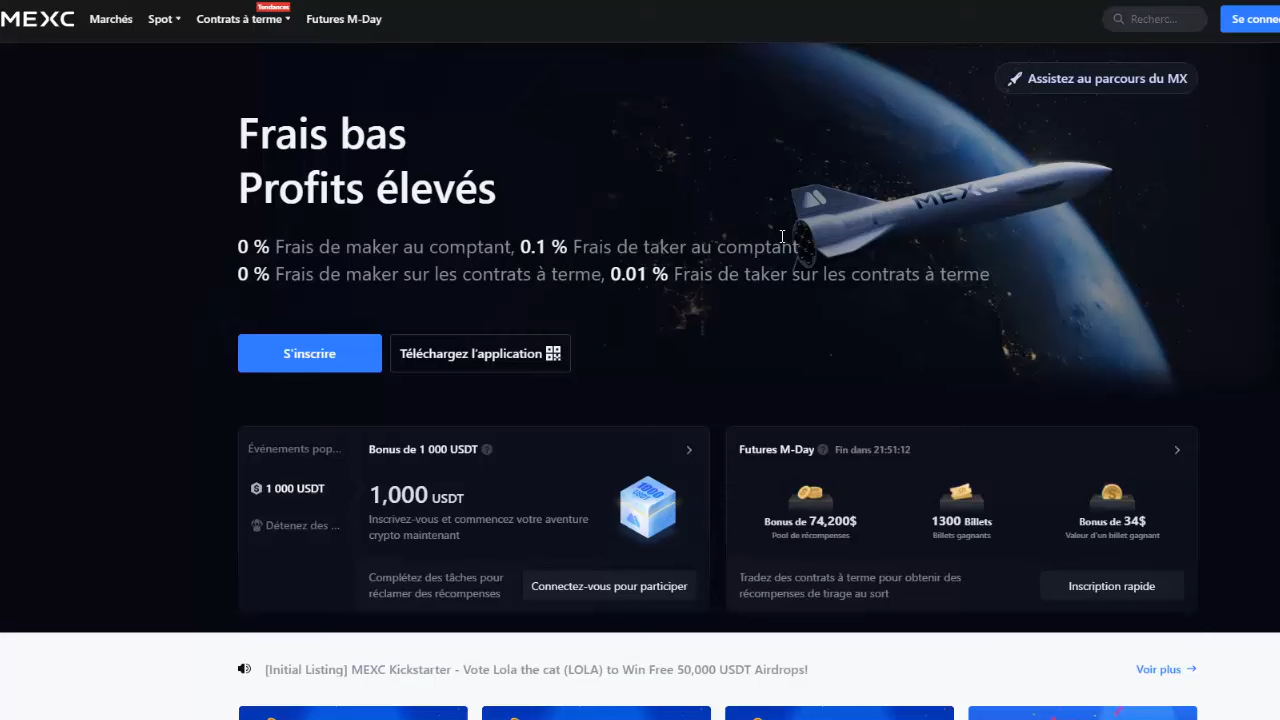 MEXC Marchés Spot Contrats à terme Tendances Futures M-Day Recherc... Se conne
Assistez au parcours du MX
Frais bas
Profits élevés
0 % Frais de maker au comptant, 0.1 % Frais de taker au comptant
0 % Frais de maker sur les contrats à terme, 0.01 % Frais de taker sur les contrats à terme
MEXC
S'inscrire Téléchargez l'application
Événements pop...
1 000 USDT
Détenez des ...
Bonus de 1 000 USDT
1,000 USDT
Inscrivez-vous et commencez votre aventure
crypto maintenant
1000
USDT
Complétez des tâches pour
réclamer des récompenses
Connectez-vous pour participer
Futures M-Day Fin dans 21:51:12
Bonus de 74,200$ 1300 Billets Bonus de 34$
Pool de récompenses Billets gagnants Valeur d'un billet gagnant
Tradez des contrats à terme pour obtenir des
récompenses de tirage au sort
Inscription rapide
[Initial Listing] MEXC Kickstarter - Vote Lola the cat (LOLA) to Win Free 50,000 USDT Airdrops! Voir plus